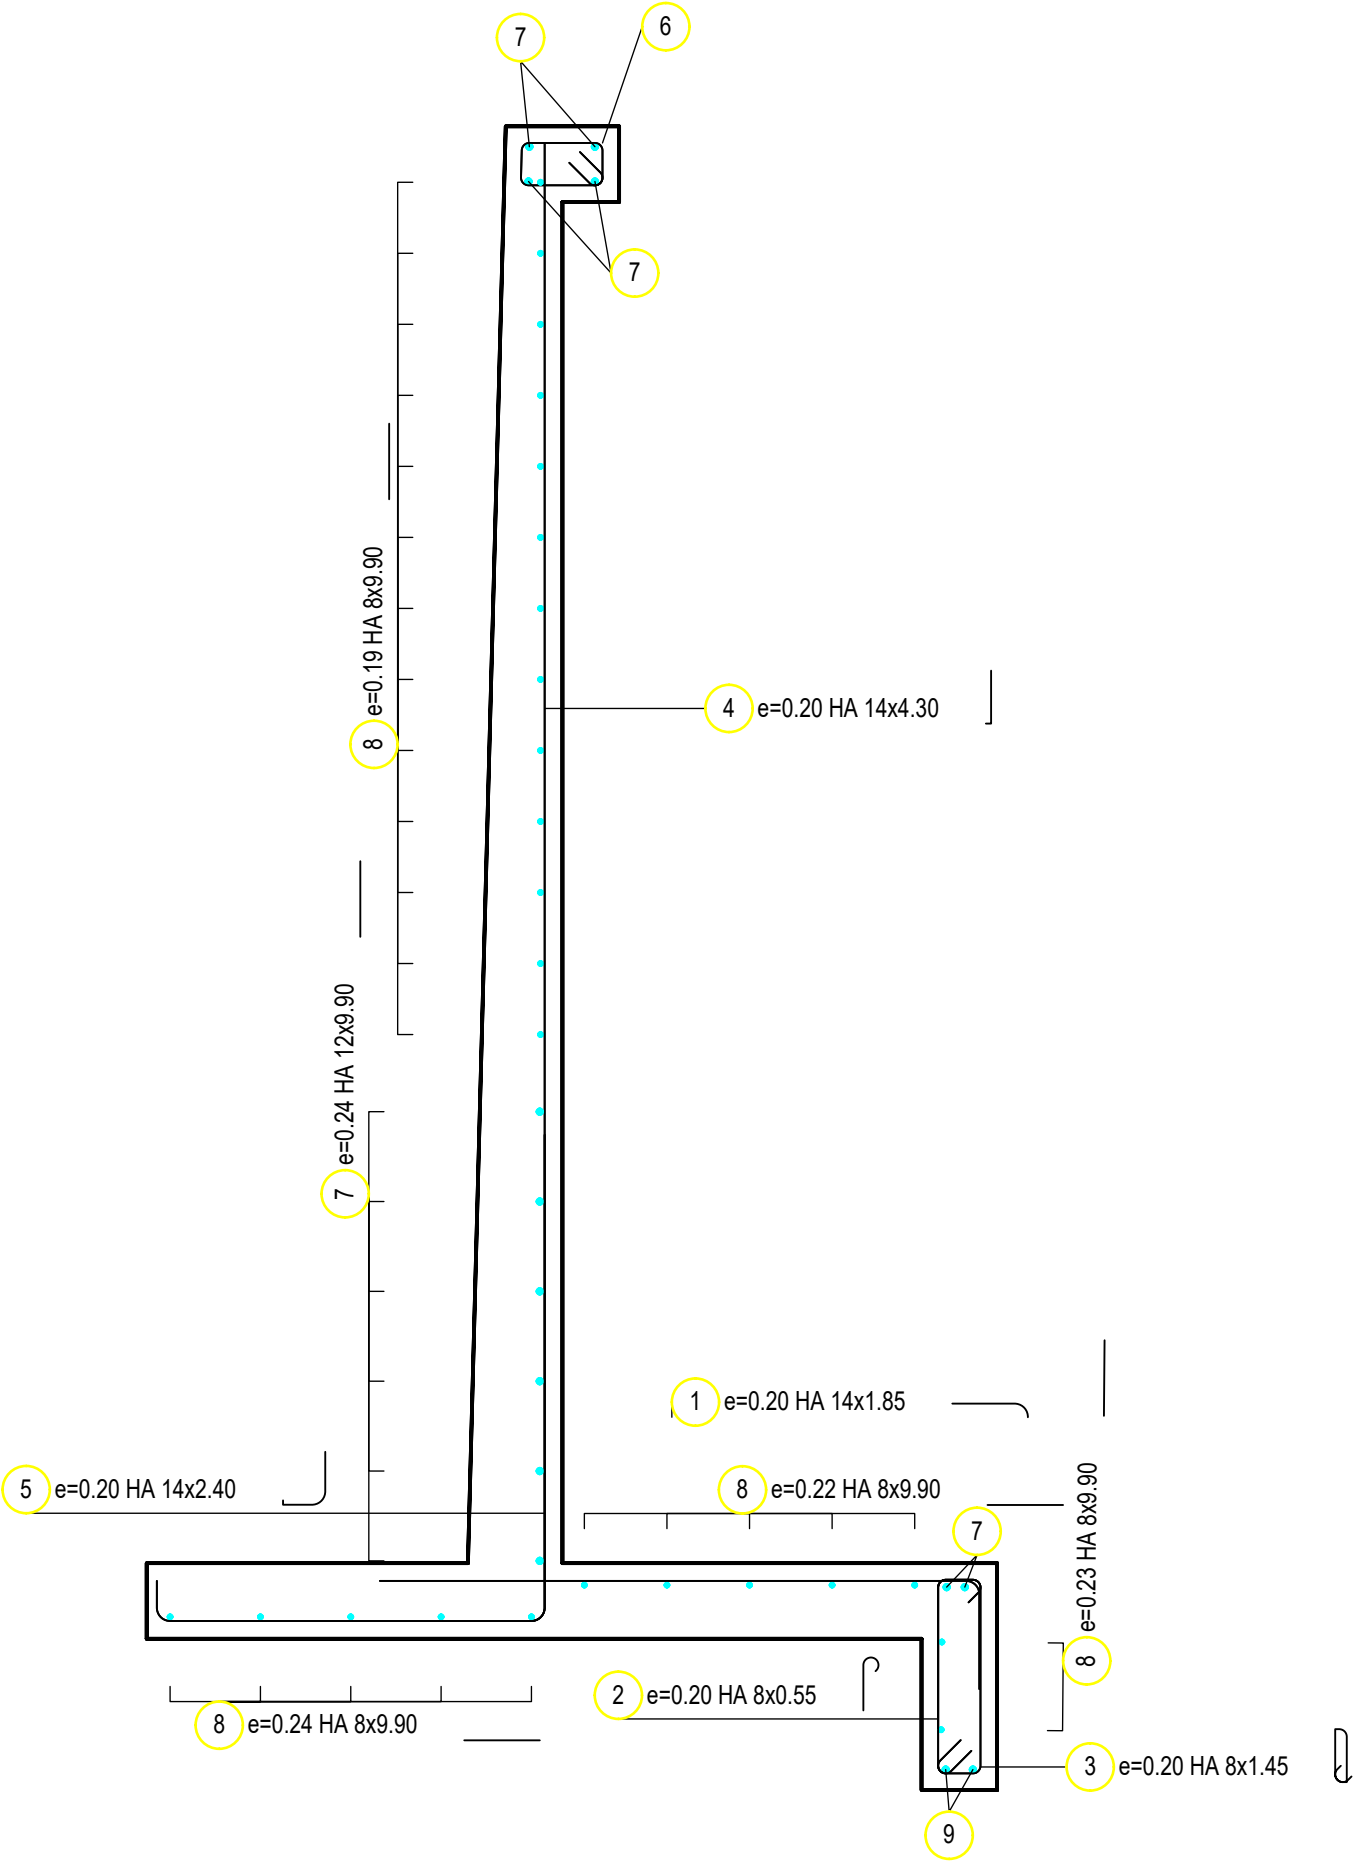 7
6
7
8 e=0.19 HA 8x9.90
4 e=0.20 HA 14x4.30
7 e=0.24 HA 12x9.90
1 e=0.20 HA 14x1.85
5 e=0.20 HA 14x2.40
8 e=0.22 HA 8x9.90
7
8 e=0.23 HA 8x9.90
2 e=0.20 HA 8x0.55
8 e=0.24 HA 8x9.90
3 e=0.20 HA 8x1.45
9